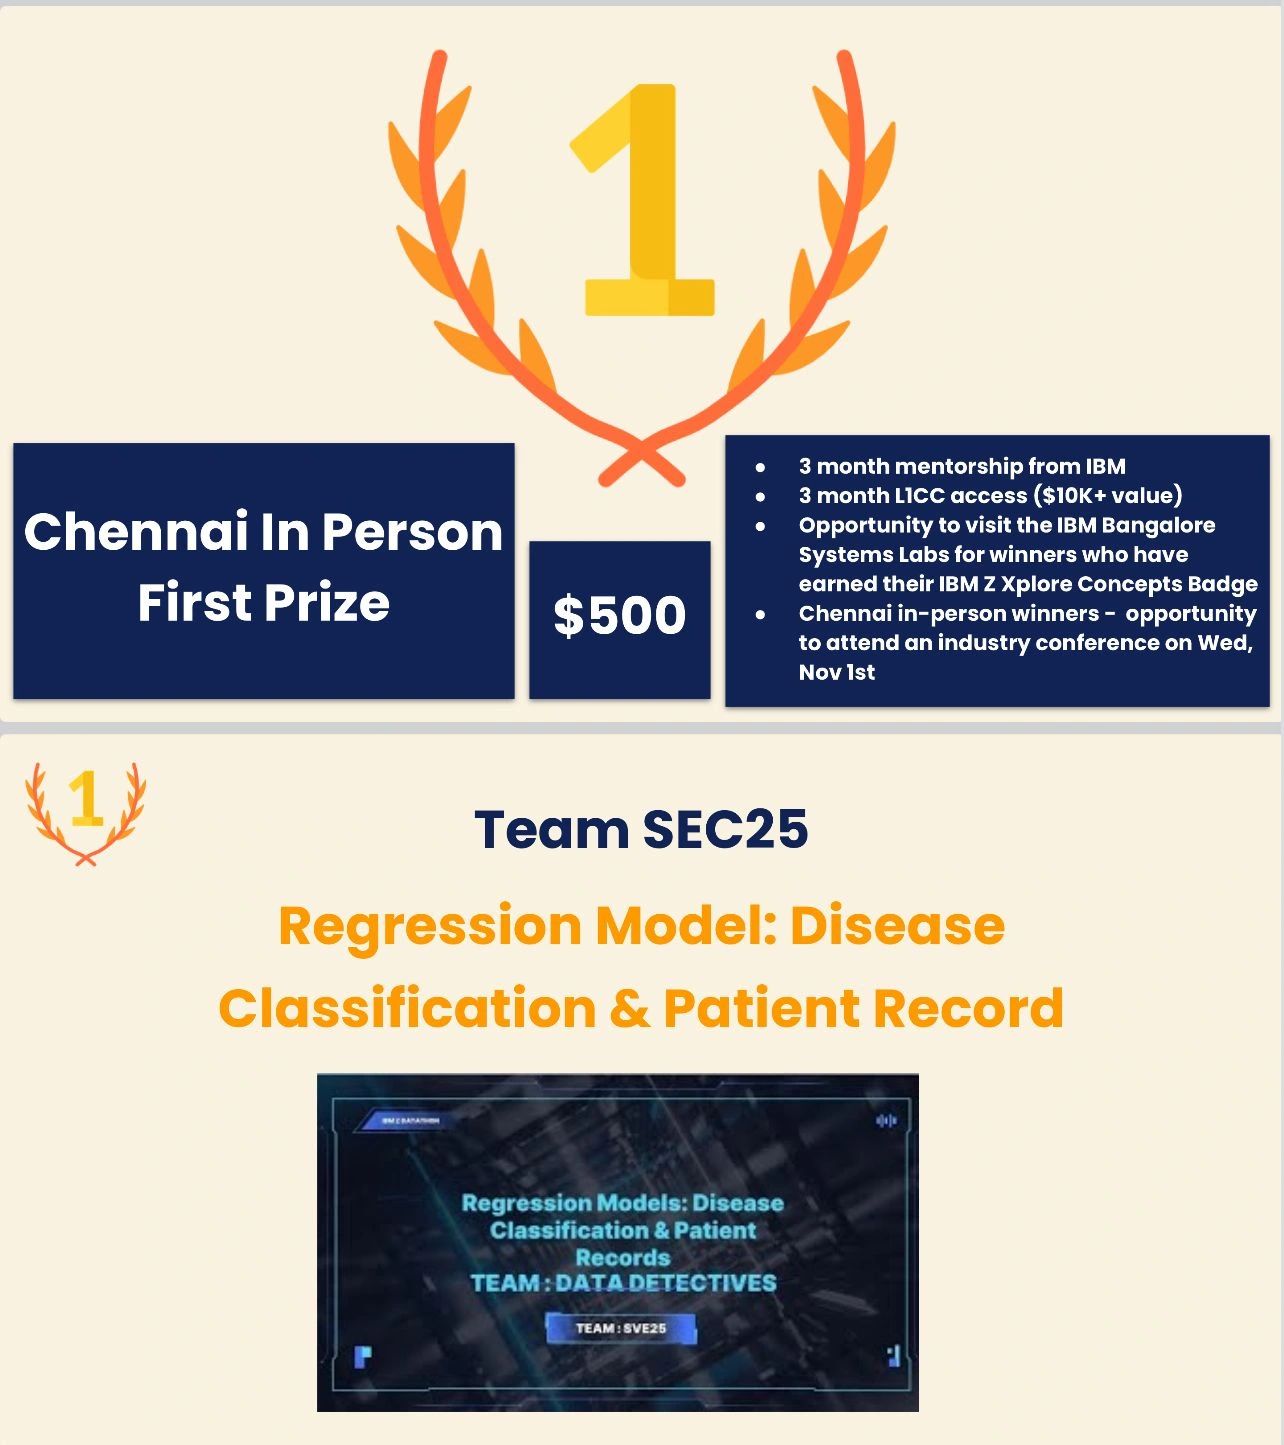 1
Chennai In Person
First Prize
$500
● 3 month mentorship from IBM
● 3 month L1CC access ($10K+ value)
● Opportunity to visit the IBM Bangalore
Systems Labs for winners who have
earned their IBM Z Xplore Concepts Badge
● Chennai in-person winners - opportunity
to attend an industry conference on Wed,
Nov 1st
1
Team SEC25
Regression Model: Disease
Classification & Patient Record
IBM Z DATATHON
Regression Models: Disease
Classification & Patient
Records
TEAM : DATA DETECTIVES
TEAM : SVE25